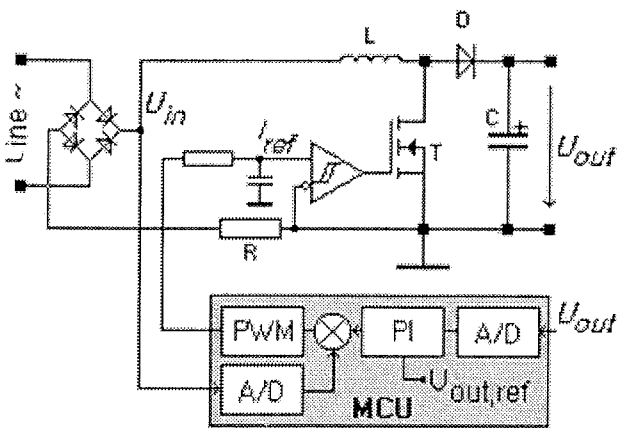 L
D
Line ~
U_in
I_ref
C
+
T
U_out
R
PWM
PI
A/D
U_out
A/D
U_out,ref
MCU